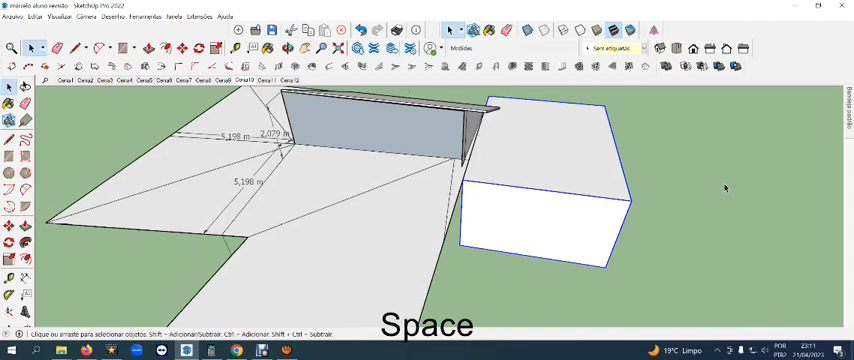 marcelo aluno revisão - SketchUp Pro 2022
Arquivo Editar Visualizar Câmera Desenho Ferramentas Janela Extensões Ajuda
Medidas
Sem etiquetas
Cena1 Cena2 Cena3 Cena4 Cena5 Cena6 Cena7 Cena8 Cena9 Cena10 Cena11 Cena12
Bandeja padrão
2,079 m
5,198 m
5,198 m
Space
Clique ou arraste para selecionar objetos. Shift = Adicionar/Subtrair. Ctrl = Adicionar. Shift + Ctrl = Subtrair.
19°C Limpo
POR
PTB2
23:11
21/04/2023